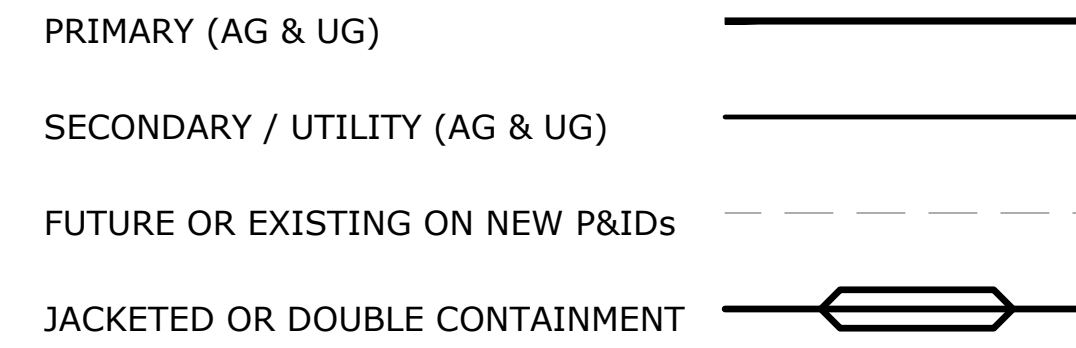 PRIMARY (AG & UG)
SECONDARY / UTILITY (AG & UG)
FUTURE OR EXISTING ON NEW P&IDs
JACKETED OR DOUBLE CONTAINMENT